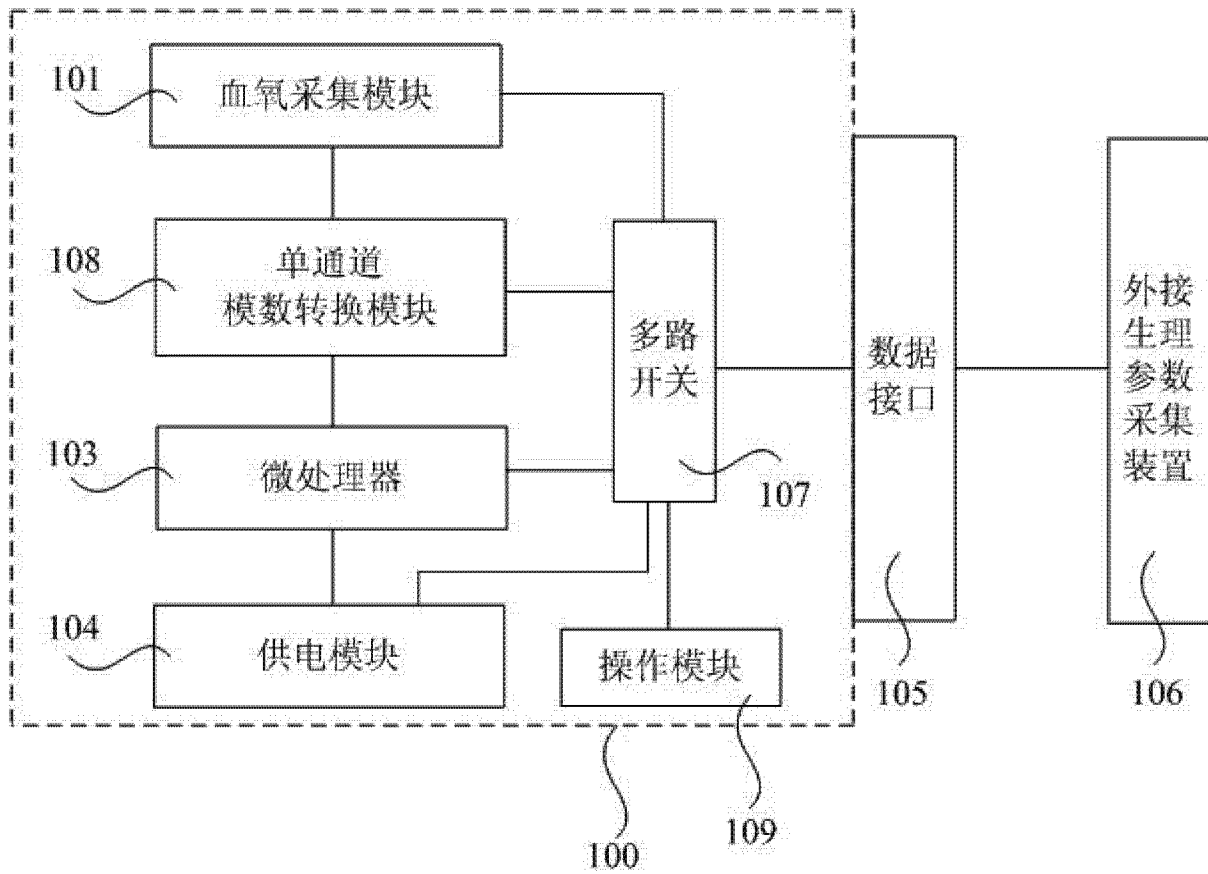 101
血氧采集模块
108
单通道
模数转换模块
103
微处理器
104
供电模块
多路
开关
107
操作模块
109
100
数据
接口
105
外接
生理
参数
采集
装置
106